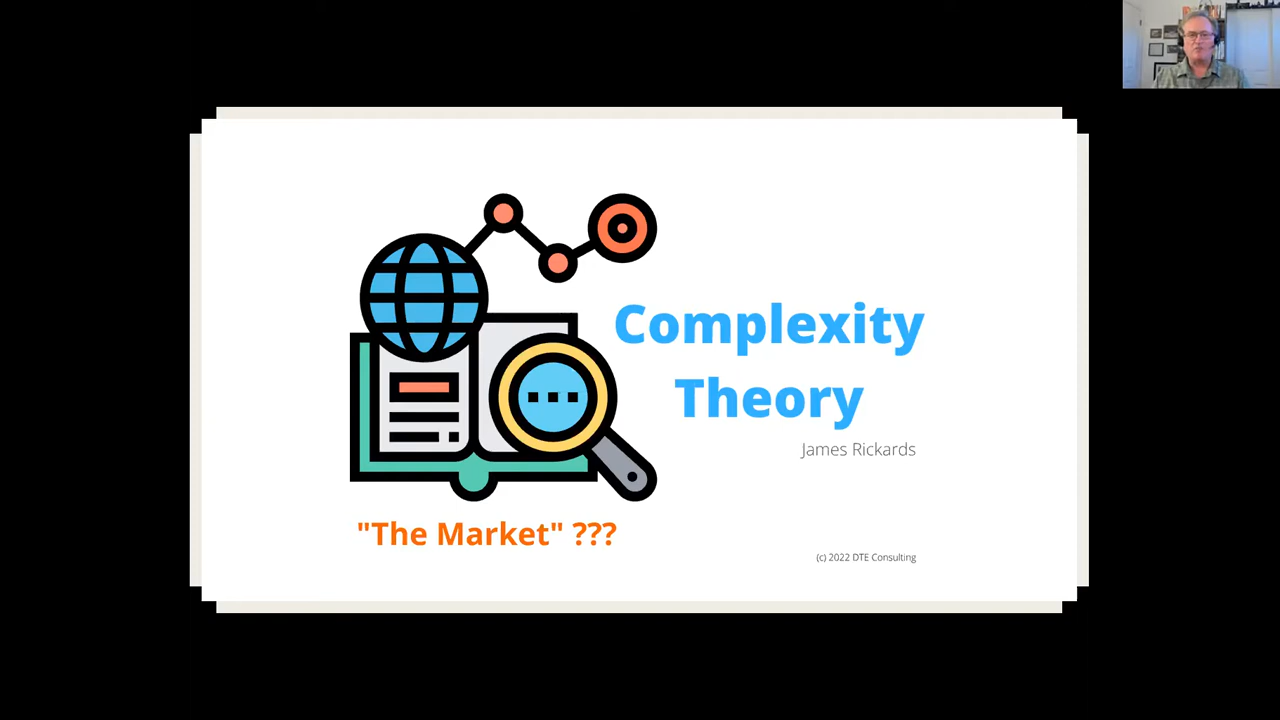 Complexity
Theory
James Rickards
"The Market" ???
(c) 2022 DTE Consulting